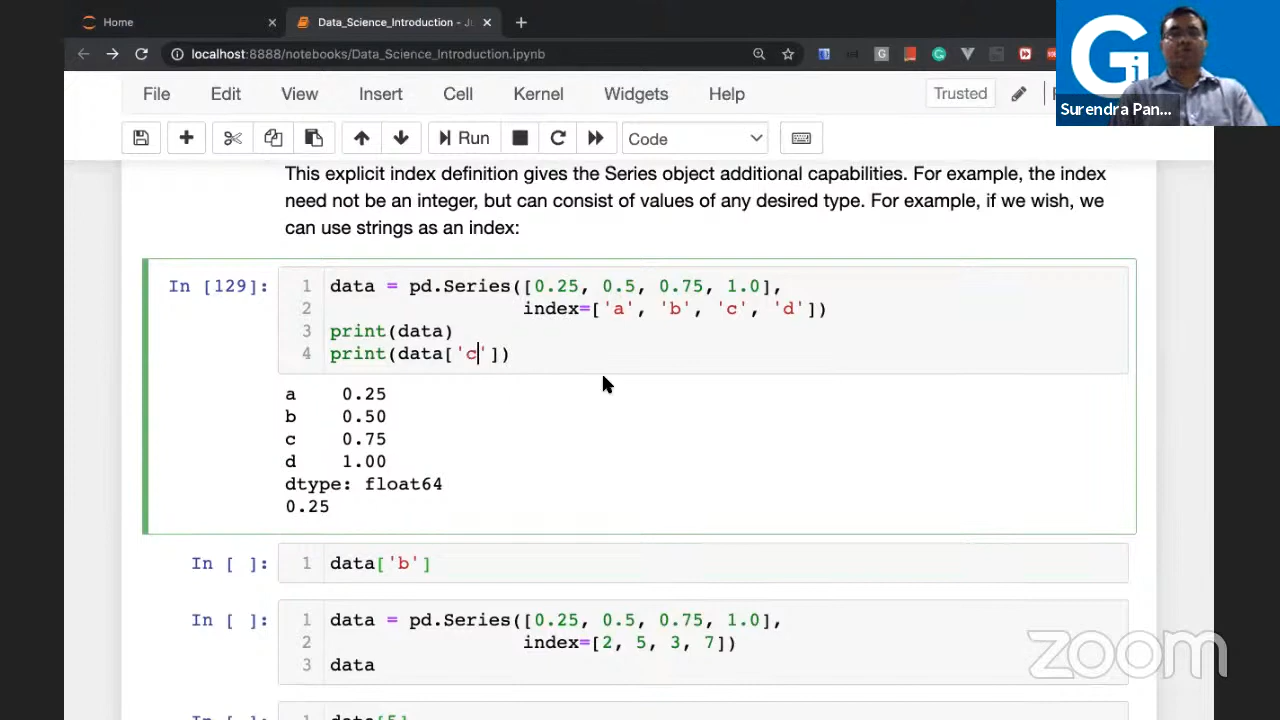 Home
Data_Science_Introduction - Ju
localhost:8888/notebooks/Data_Science_Introduction.ipynb
Surendra Pan...
File Edit View Insert Cell Kernel Widgets Help Trusted
Run Code
This explicit index definition gives the Series object additional capabilities. For example, the index
need not be an integer, but can consist of values of any desired type. For example, if we wish, we
can use strings as an index:
In [129]:
1 data = pd.Series([0.25, 0.5, 0.75, 1.0],
2 index=['a', 'b', 'c', 'd'])
3 print(data)
4 print(data['c'])
a 0.25
b 0.50
c 0.75
d 1.00
dtype: float64
0.25
In [ ]: 1 data['b']
In [ ]: 1 data = pd.Series([0.25, 0.5, 0.75, 1.0],
2 index=[2, 5, 3, 7])
3 data
zoom
In [ ]: 1 data[5]